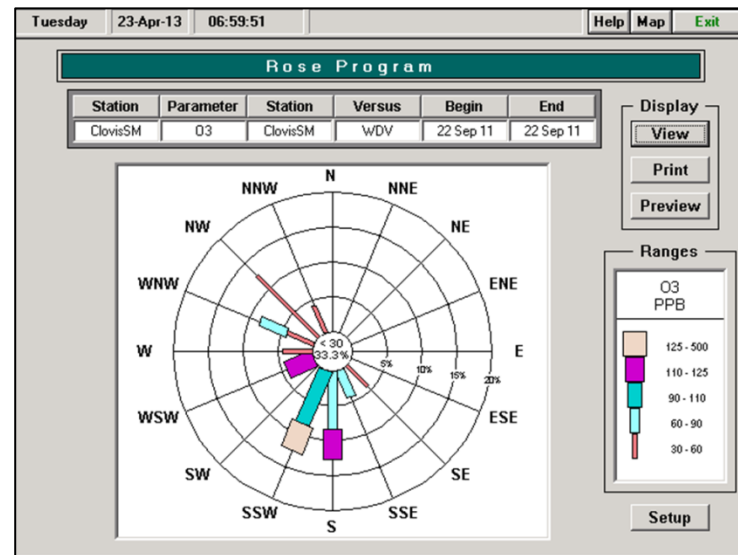 Tuesday 23-Apr-13 06:59:51 Help Map Exit
Rose Program
Station Parameter Station Versus Begin End
ClovisSM O3 ClovisSM WDV 22 Sep 11 22 Sep 11
Display
View
Print
Preview
N
NNW NNE
NW NE
WNW ENE
W E
WSW ESE
SW SE
SSW SSE
S
< 30
33.3%
5% 10% 15% 20%
Ranges
O3
PPB
125 - 500
110 - 125
90 - 110
60 - 90
30 - 60
Setup